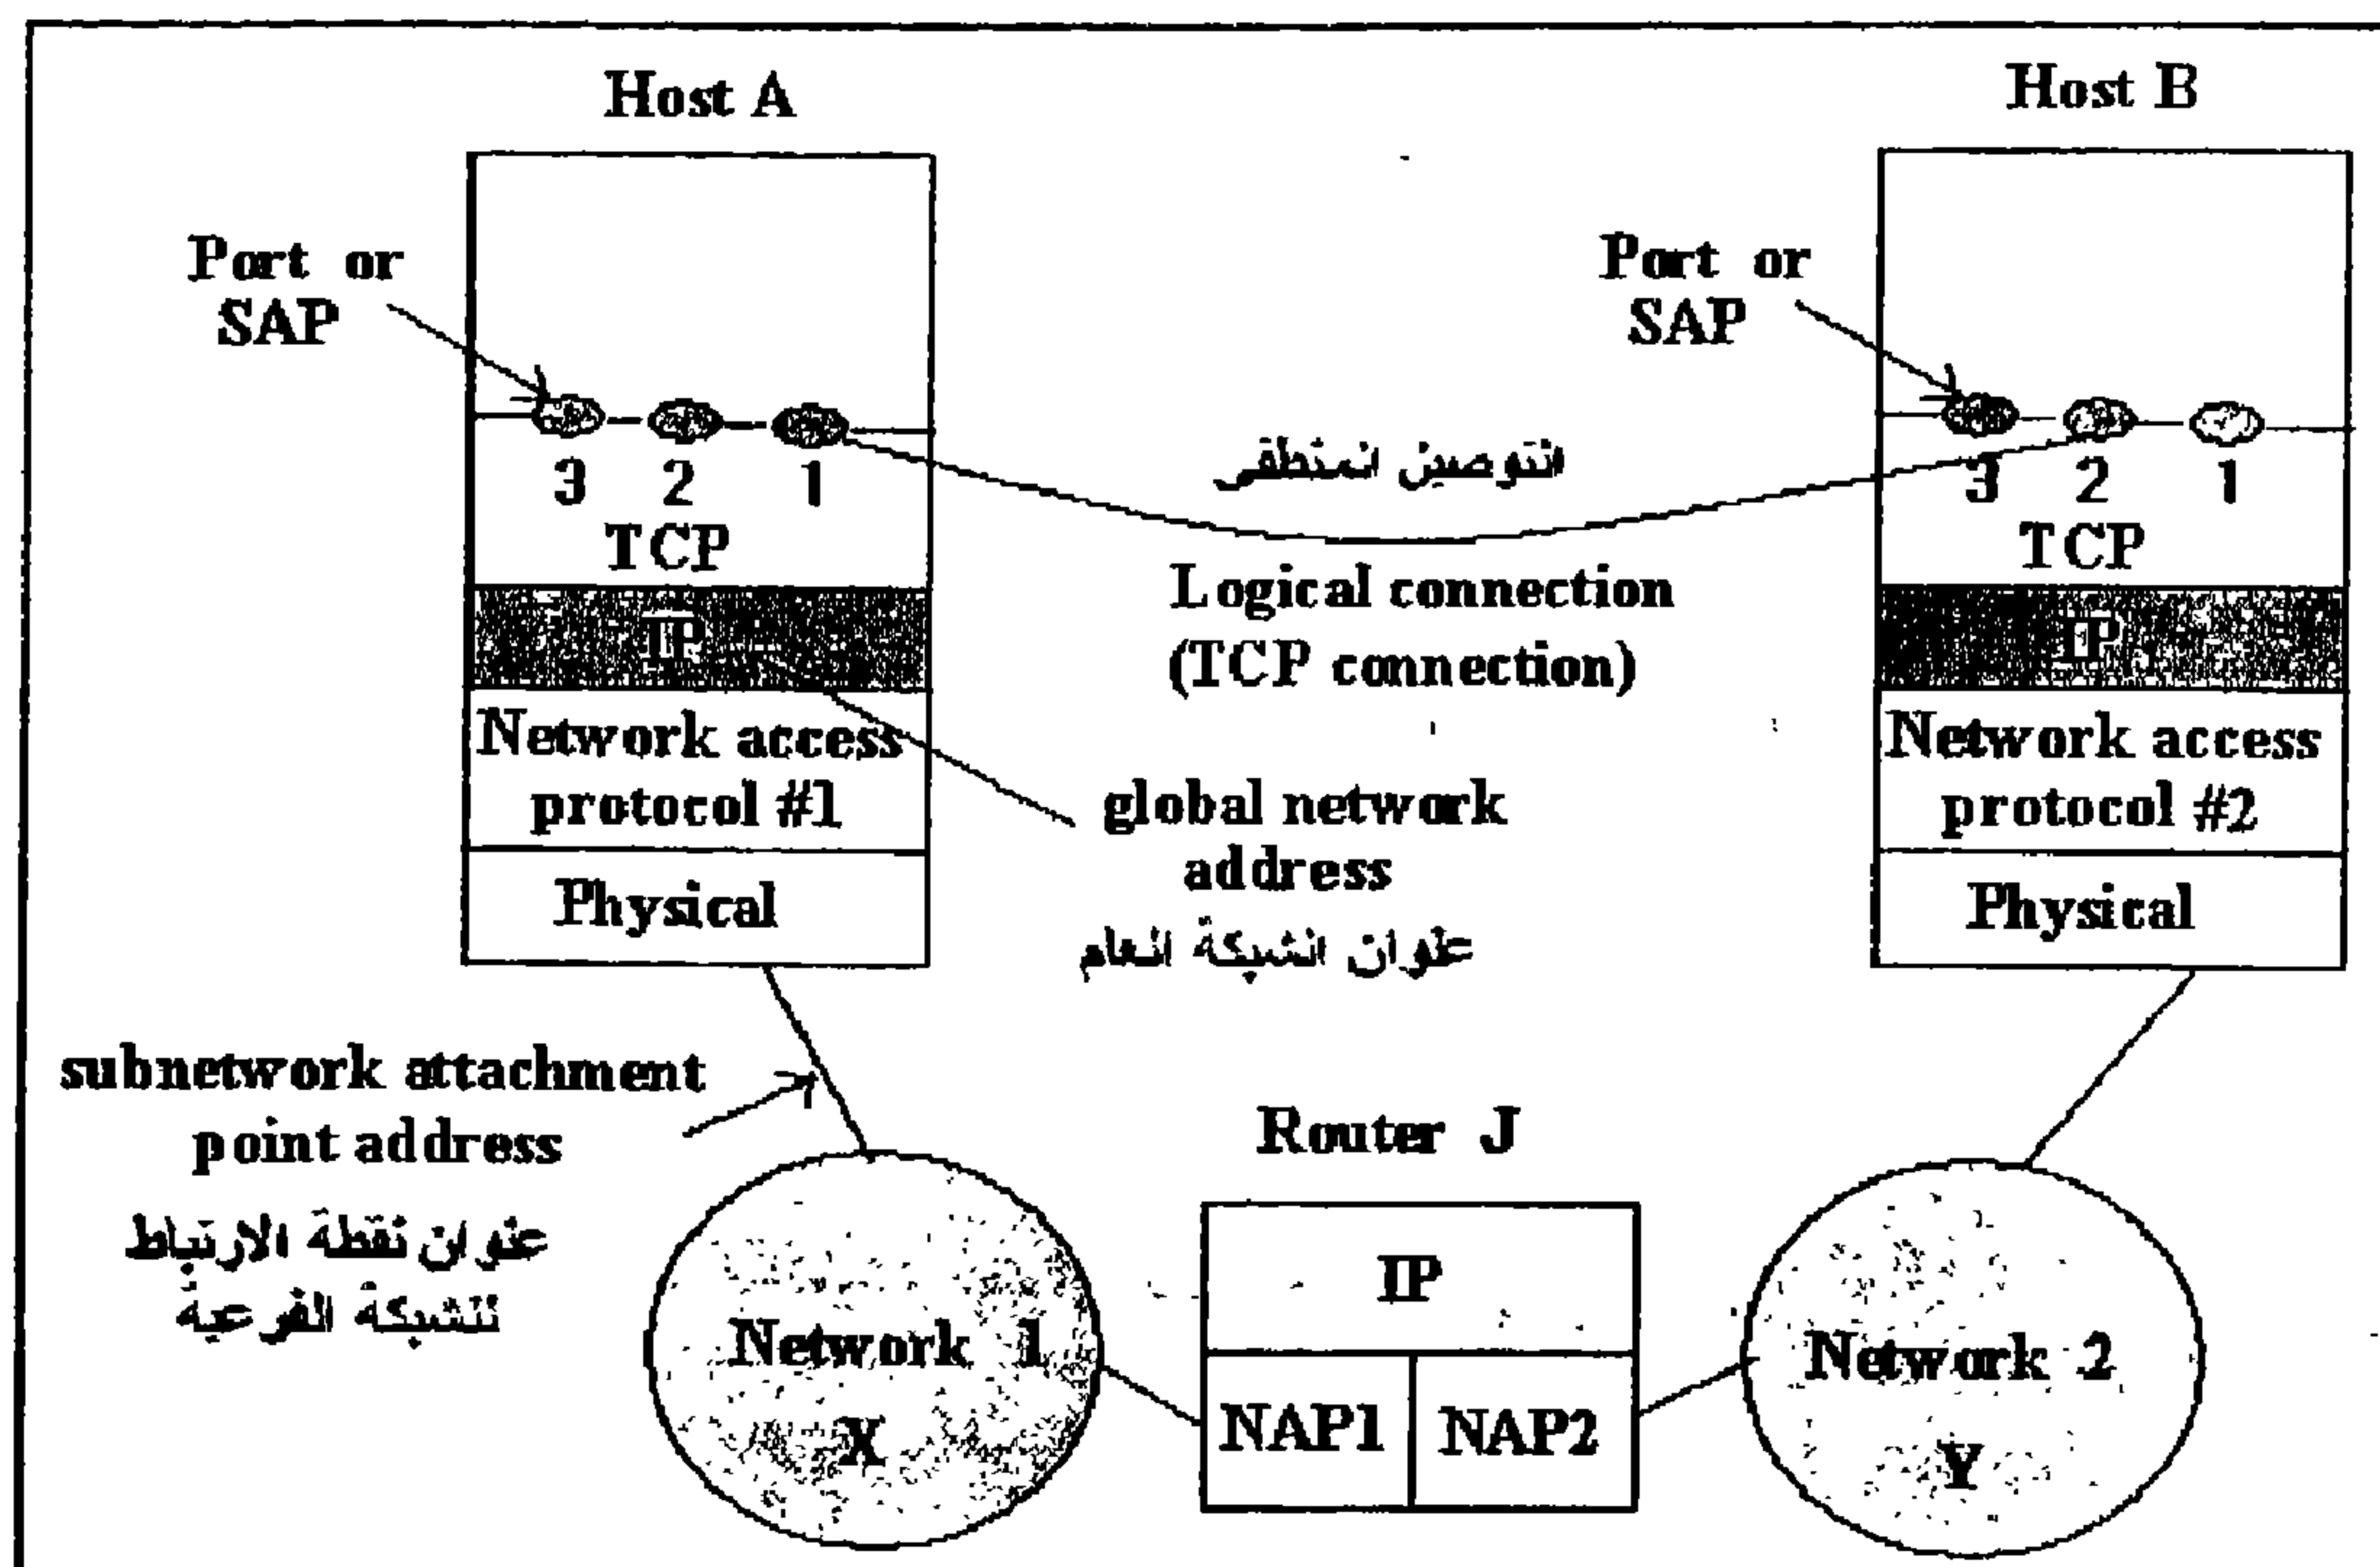 Host A
Host B
Port or
SAP
Port or
SAP
3 2 1
TCP
3 2 1
TCP
التوصيل المنطقى
Logical connection
(TCP connection)
IP
IP
Network access
protocol #1
Network access
protocol #2
global network
address
عنوان الشبكة العام
Physical
Physical
subnetwork attachment
point address
عنوان نقطة الارتباط
للشبكة الفرعية
Router J
IP
NAP1
NAP2
Network 1
X
Network 2
Y